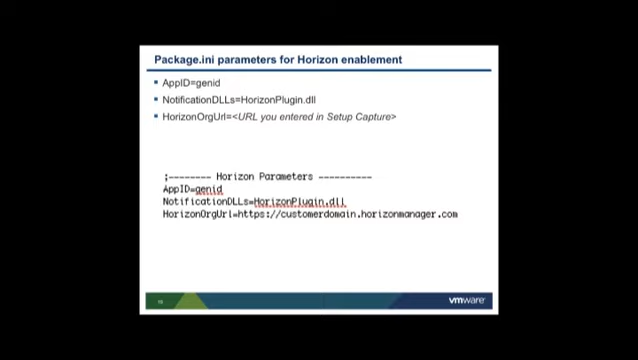 Package.ini parameters for Horizon enablement
AppID=genid
NotificationDLLs=HorizonPlugin.dll
HorizonOrgUrl=<URL you entered in Setup Capture>
;-------- Horizon Parameters ----------
AppID=genid
NotificationDLLs=HorizonPlugin.dll
HorizonOrgUrl=https://customerdomain.horizonmanager.com
vmware